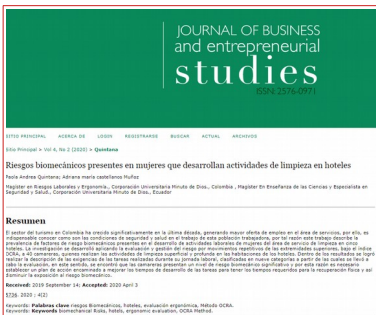 JOURNAL OF BUSINESS
and entrepreneurial
studies
ISSN: 2576-0971
SITIO PRINCIPAL ACERCA DE LOGIN REGISTRARSE BUSCAR ACTUAL ARCHIVOS
Sitio Principal > Vol 4, No 2 (2020) > Quintana
Riesgos biomecánicos presentes en mujeres que desarrollan actividades de limpieza en hoteles
Paola Andrea Quintana; Adriana maría castellanos Muñoz
Magister en Riesgos Laborales y Ergonomía., Corporación Universitaria Minuto de Dios., Colombia , Magister En Enseñanza de las Ciencias y Especialista en
Seguridad y Salud., Corporación Universitaria Minuto de Dios., Ecuador
Resumen
El sector del turismo en Colombia ha crecido significativamente en la última década, generando mayor oferta de empleo en el área de servicios, por ello, es
indispensable conocer como son las condiciones de seguridad y salud en el trabajo de esta población trabajadora, por tal razón este trabajo describe la
prevalencia de factores de riesgo biomecánicos presentes en el desarrollo de actividades laborales de mujeres del área de servicio de limpieza en cinco
hoteles. La investigación se desarrolló aplicando la evaluación y gestión del riesgo por movimientos repetitivos de las extremidades superiores, bajo el índice
OCRA, a 40 camareras, quienes realizan las actividades de limpieza superficial y profunda en las habitaciones de los hoteles. Dentro de los resultados se logró
realizar la descripción de las exigencias de las tareas realizadas durante su jornada laboral, clasificadas en nueve categorías a partir de las cuales se llevó a
cabo la evaluación, en este sentido, se encontró que las camareras presentan un nivel de riesgo biomecánico significativo y por esta razón es necesario
establecer un plan de acción encaminado a mejorar los tiempos de desarrollo de las tareas para tener los tiempos requeridos para la recuperación física y así
disminuir la exposición al riesgo biomecánico.
Received: 2019 September 14; Accepted: 2020 April 3
2020 ; 4(2)
Keywords: Palabras clave riesgos Biomecánicos, hoteles, evaluación ergonómica, Método OCRA.
Keywords: Keywords biomechanical Risks, hotels, ergonomic evaluation, OCRA Method.